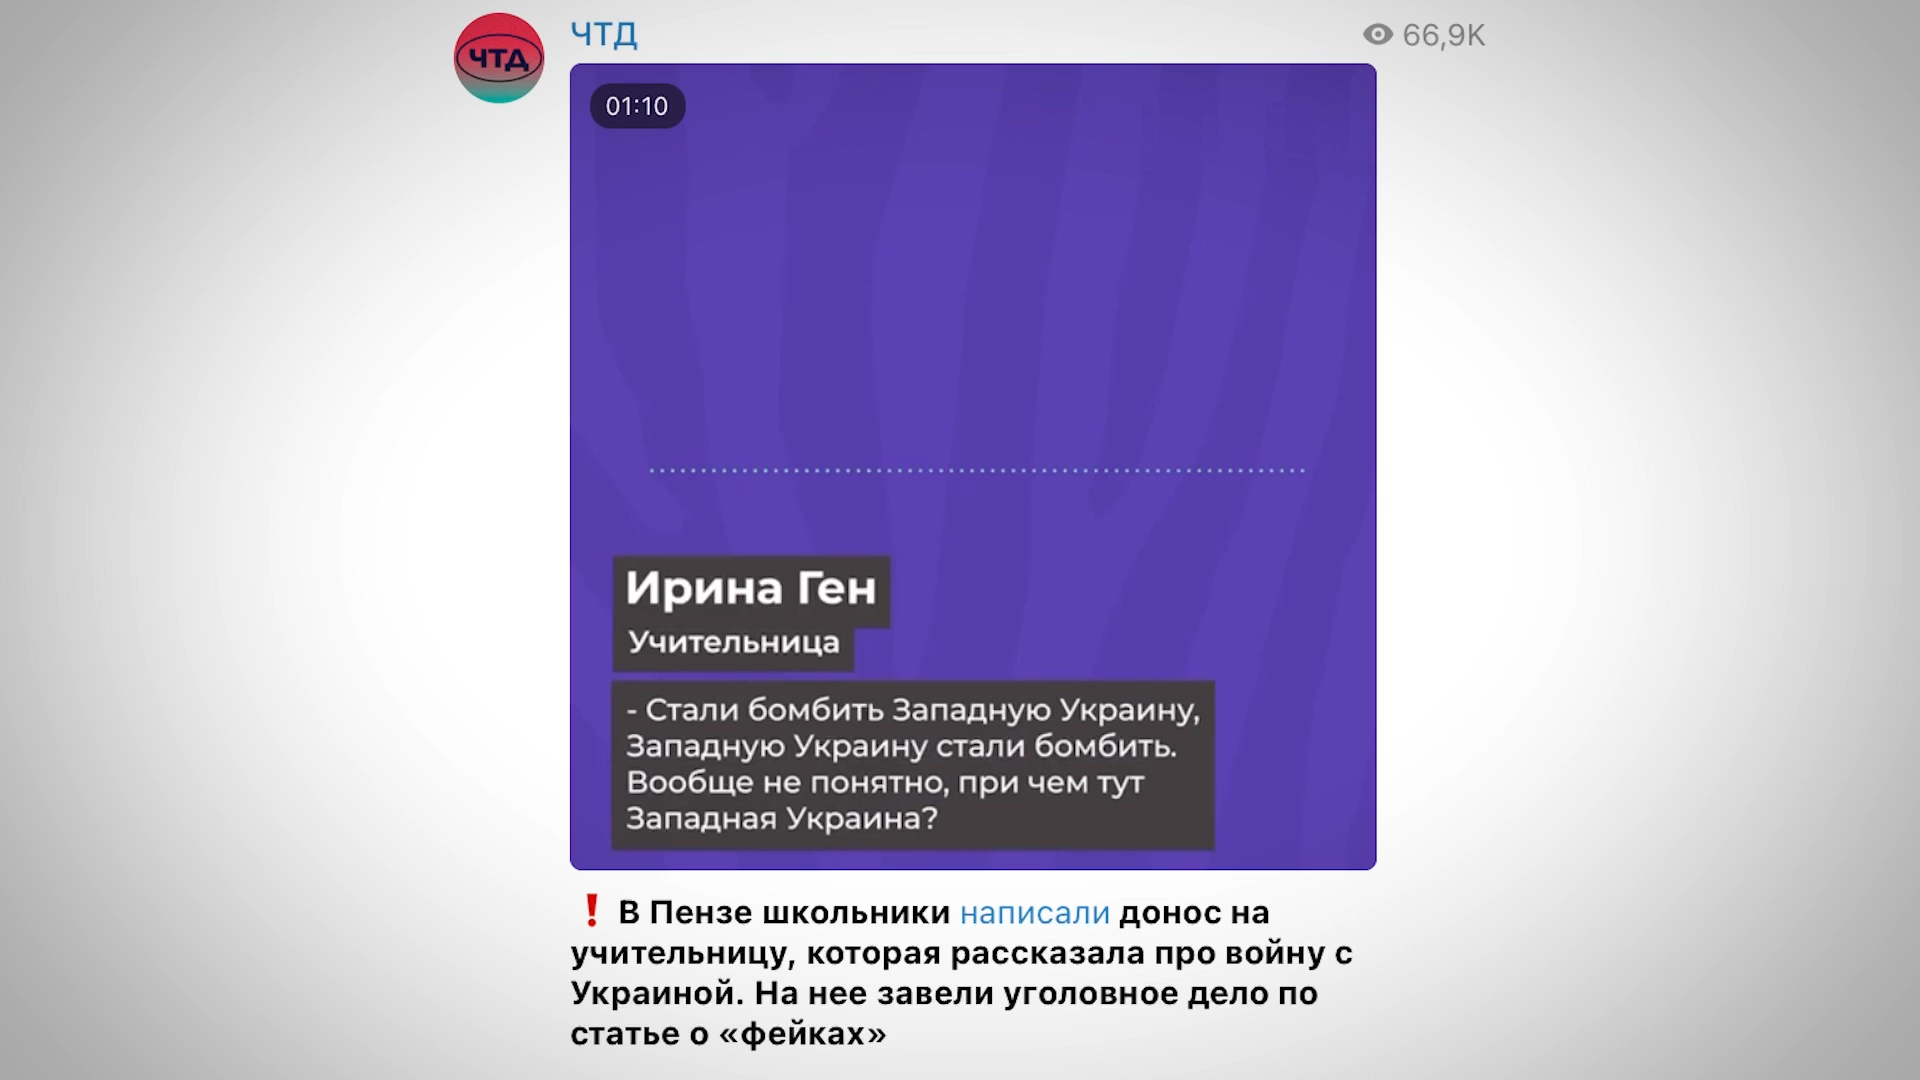 ЧТД
ЧТД
66,9K
01:10
Ирина Ген
Учительница
- Стали бомбить Западную Украину,
Западную Украину стали бомбить.
Вообще не понятно, при чем тут
Западная Украина?
❗ В Пензе школьники написали донос на
учительницу, которая рассказала про войну с
Украиной. На нее завели уголовное дело по
статье о «фейках»